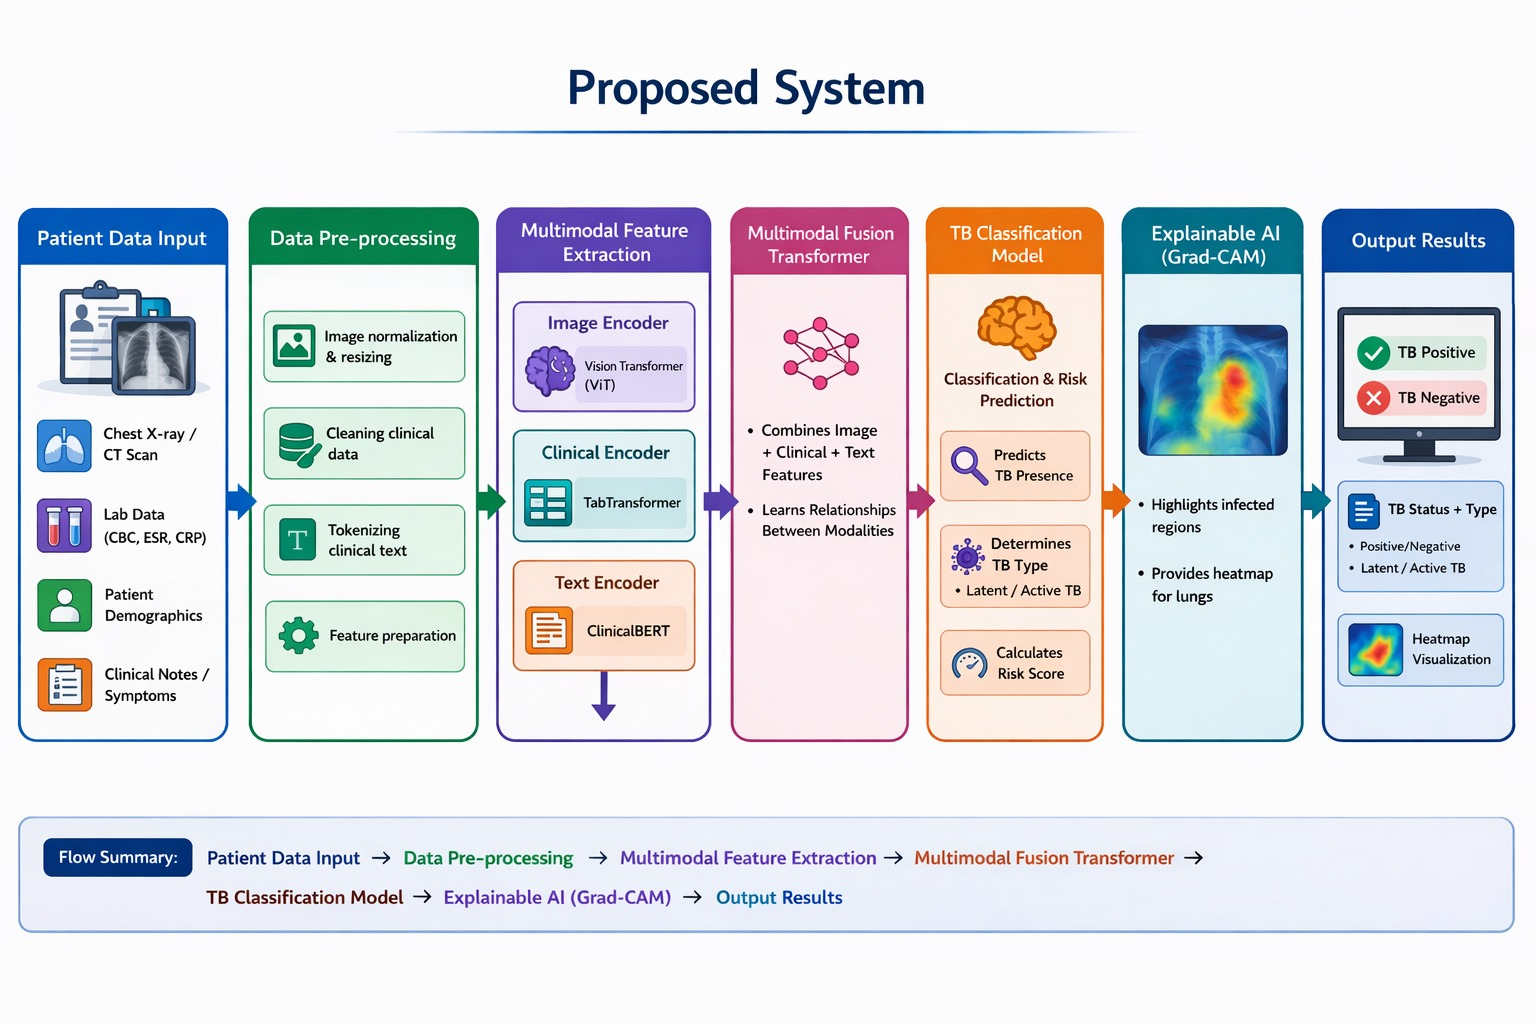 Proposed System
Patient Data Input
Chest X-ray /
CT Scan
Lab Data
(CBC, ESR, CRP)
Patient
Demographics
Clinical Notes /
Symptoms
Data Pre-processing
Image normalization
& resizing
Cleaning clinical
data
T
Tokenizing
clinical text
Feature preparation
Multimodal Feature
Extraction
Image Encoder
Vision Transformer
(ViT)
Clinical Encoder
TabTransformer
Text Encoder
ClinicalBERT
Multimodal Fusion
Transformer
• Combines Image
+ Clinical + Text
Features
• Learns Relationships
Between Modalities
TB Classification
Model
Classification & Risk
Prediction
Predicts
TB Presence
Determines
TB Type
• Latent / Active TB
Calculates
Risk Score
Explainable AI
(Grad-CAM)
• Highlights infected
regions
• Provides heatmap
for lungs
Output Results
TB Positive
TB Negative
TB Status + Type
• Positive/Negative
• Latent / Active TB
Heatmap
Visualization
Flow Summary: Patient Data Input → Data Pre-processing → Multimodal Feature Extraction → Multimodal Fusion Transformer →
TB Classification Model → Explainable AI (Grad-CAM) → Output Results